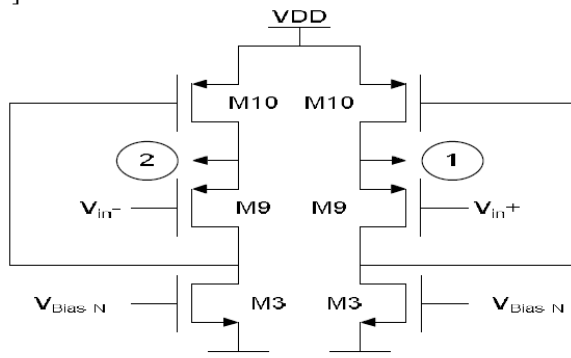 ]
VDD
M10 M10
2 1
Vin- M9 M9 Vin+
VBias N M3 M3 VBias N